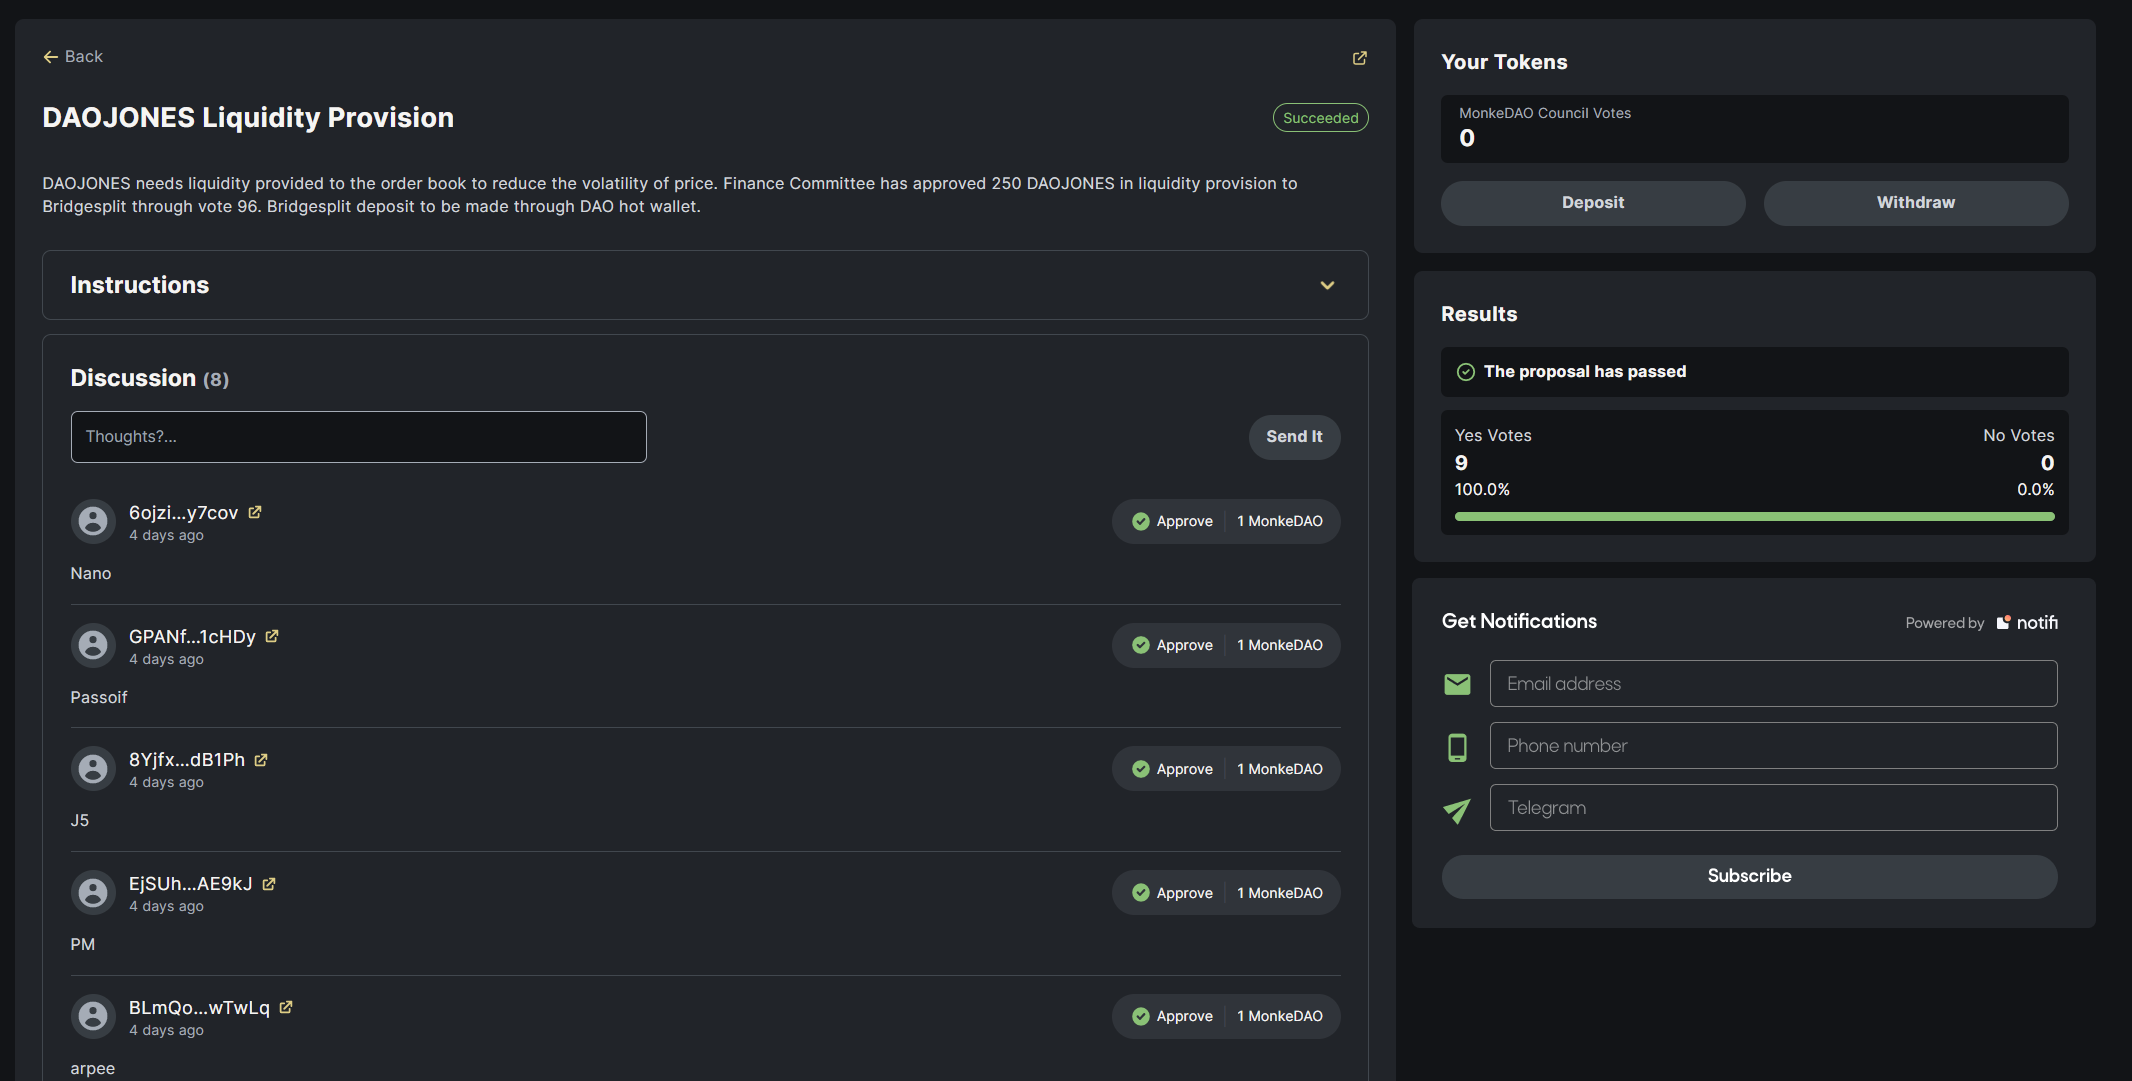 Back
DAOJONES Liquidity Provision
Succeeded
DAOJONES needs liquidity provided to the order book to reduce the volatility of price. Finance Committee has approved 250 DAOJONES in liquidity provision to
Bridgesplit through vote 96. Bridgesplit deposit to be made through DAO hot wallet.
Instructions
Discussion (8)
Thoughts?...
Send It
6ojzi...y7cov
4 days ago
Approve
1 MonkeDAO
Nano
GPANf...1cHDy
4 days ago
Approve
1 MonkeDAO
Passoif
8Yjfx...dB1Ph
4 days ago
Approve
1 MonkeDAO
J5
EjSUh...AE9kJ
4 days ago
Approve
1 MonkeDAO
PM
BLmQo...wTwLq
4 days ago
Approve
1 MonkeDAO
arpee
Your Tokens
MonkeDAO Council Votes
0
Deposit
Withdraw
Results
The proposal has passed
Yes Votes
No Votes
9
0
100.0%
0.0%
Get Notifications
Powered by notifi
Email address
Phone number
Telegram
Subscribe